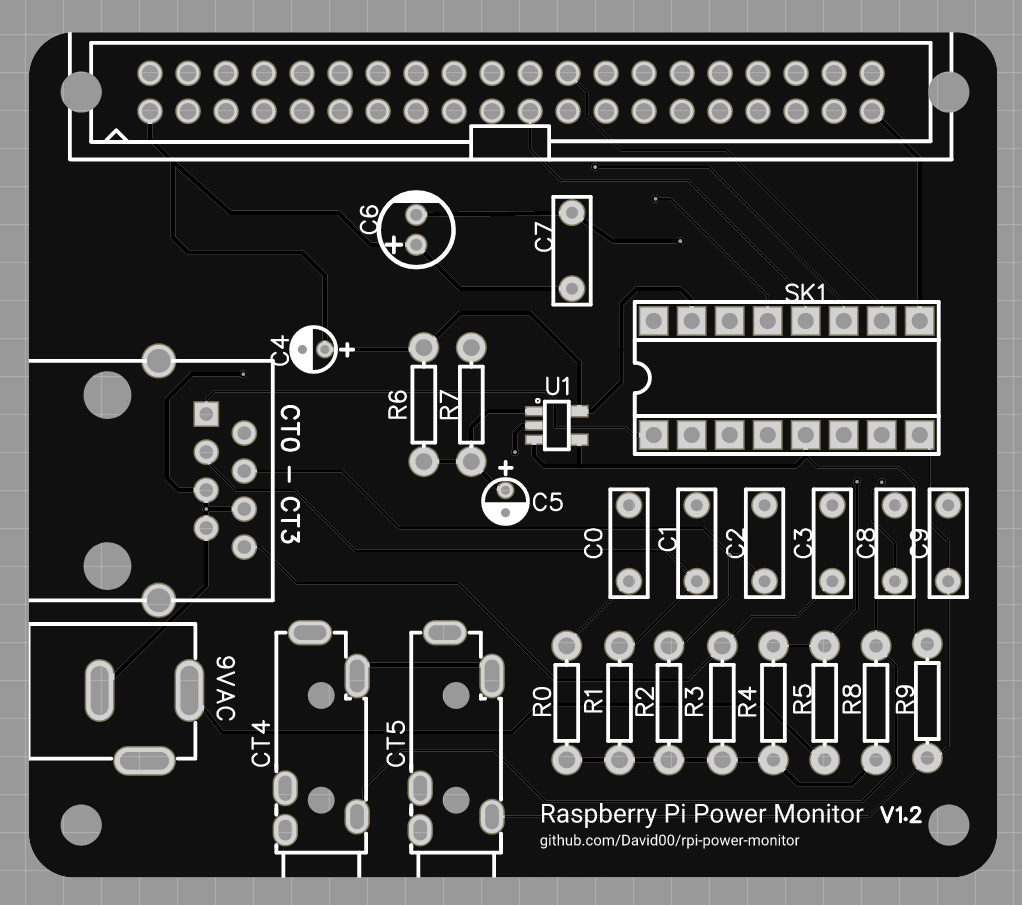 C6
+
C7
SK1
C4
+
R6
R7
U1
CT0 - CT3
+
C5
C0
C1
C2
C3
C8
C9
9VAC
CT4
CT5
R0
R1
R2
R3
R4
R5
R8
R9
Raspberry Pi Power Monitor V1.2
github.com/David00/rpi-power-monitor